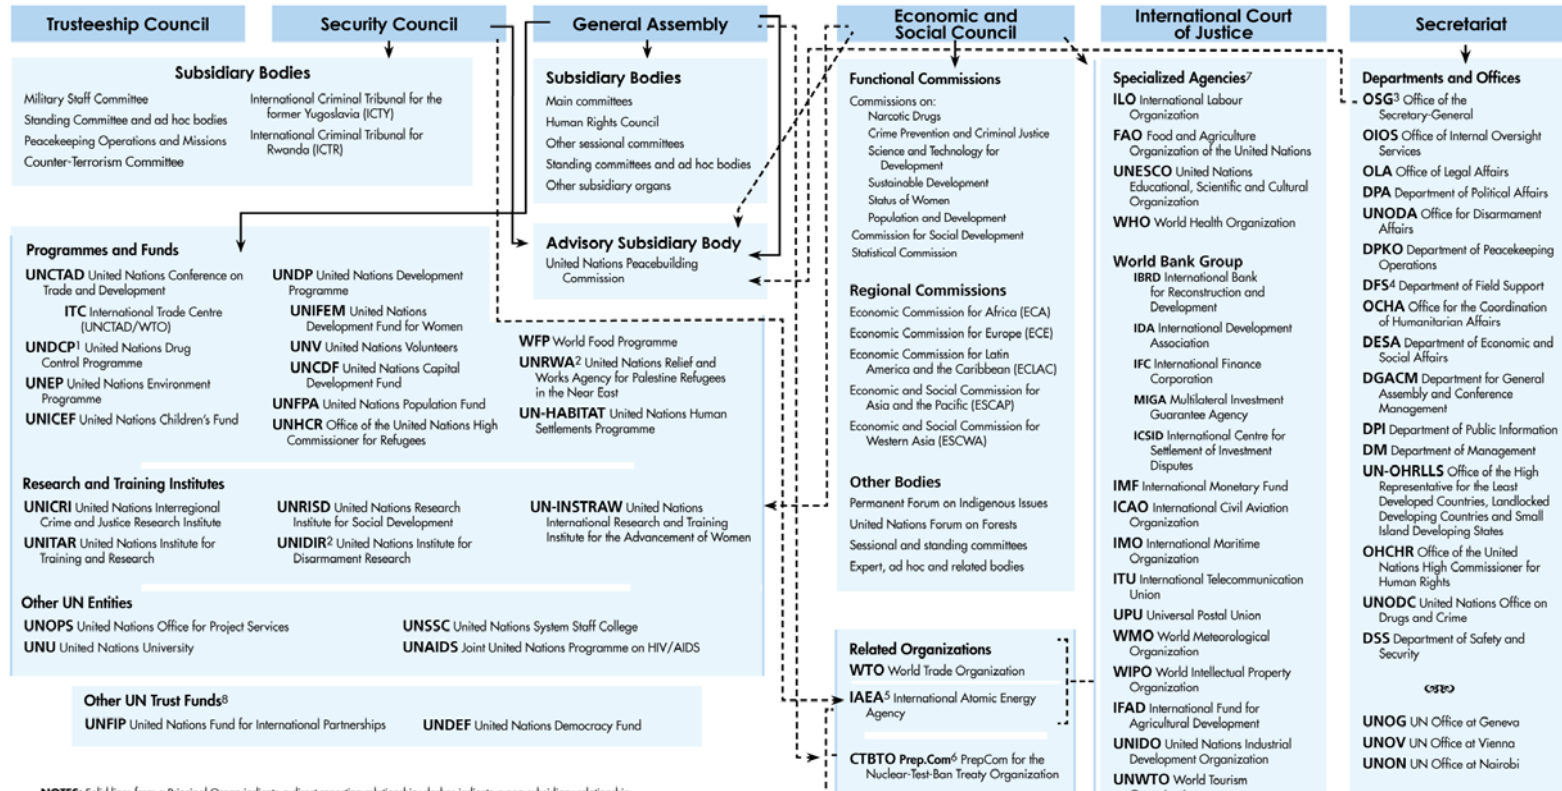 Trusteeship Council
Security Council
General Assembly
Economic and
Social Council
International Court
of Justice
Secretariat
Subsidiary Bodies
Military Staff Committee
Standing Committee and ad hoc bodies
Peacekeeping Operations and Missions
Counter-Terrorism Committee
International Criminal Tribunal for the
former Yugoslavia (ICTY)
International Criminal Tribunal for
Rwanda (ICTR)
Subsidiary Bodies
Main committees
Human Rights Council
Other sessional committees
Standing committees and ad hoc bodies
Other subsidiary organs
Advisory Subsidiary Body
United Nations Peacebuilding
Commission
Programmes and Funds
UNCTAD United Nations Conference on
Trade and Development
ITC International Trade Centre
(UNCTAD/WTO)
UNDCP1 United Nations Drug
Control Programme
UNEP United Nations Environment
Programme
UNICEF United Nations Children's Fund
UNDP United Nations Development
Programme
UNIFEM United Nations
Development Fund for Women
UNV United Nations Volunteers
UNCDF United Nations Capital
Development Fund
UNFPA United Nations Population Fund
UNHCR Office of the United Nations High
Commissioner for Refugees
WFP World Food Programme
UNRWA2 United Nations Relief and
Works Agency for Palestine Refugees
in the Near East
UN-HABITAT United Nations Human
Settlements Programme
Research and Training Institutes
UNICRI United Nations Interregional
Crime and Justice Research Institute
UNITAR United Nations Institute for
Training and Research
UNRISD United Nations Research
Institute for Social Development
UNIDIR2 United Nations Institute for
Disarmament Research
UN-INSTRAW United Nations
International Research and Training
Institute for the Advancement of Women
Other UN Entities
UNOPS United Nations Office for Project Services
UNU United Nations University
UNSSC United Nations System Staff College
UNAIDS Joint United Nations Programme on HIV/AIDS
Other UN Trust Funds8
UNFIP United Nations Fund for International Partnerships
UNDEF United Nations Democracy Fund
Functional Commissions
Commissions on:
Narcotic Drugs
Crime Prevention and Criminal Justice
Science and Technology for
Development
Sustainable Development
Status of Women
Population and Development
Commission for Social Development
Statistical Commission
Regional Commissions
Economic Commission for Africa (ECA)
Economic Commission for Europe (ECE)
Economic Commission for Latin
America and the Caribbean (ECLAC)
Economic and Social Commission for
Asia and the Pacific (ESCAP)
Economic and Social Commission for
Western Asia (ESCWA)
Other Bodies
Permanent Forum on Indigenous Issues
United Nations Forum on Forests
Sessional and standing committees
Expert, ad hoc and related bodies
Related Organizations
WTO World Trade Organization
IAEA5 International Atomic Energy
Agency
CTBTO Prep.Com6 PrepCom for the
Nuclear-Test-Ban Treaty Organization
Specialized Agencies7
ILO International Labour
Organization
FAO Food and Agriculture
Organization of the United Nations
UNESCO United Nations
Educational, Scientific and Cultural
Organization
WHO World Health Organization
World Bank Group
IBRD International Bank
for Reconstruction and
Development
IDA International Development
Association
IFC International Finance
Corporation
MIGA Multilateral Investment
Guarantee Agency
ICSID International Centre for
Settlement of Investment
Disputes
IMF International Monetary Fund
ICAO International Civil Aviation
Organization
IMO International Maritime
Organization
ITU International Telecommunication
Union
UPU Universal Postal Union
WMO World Meteorological
Organization
WIPO World Intellectual Property
Organization
IFAD International Fund for
Agricultural Development
UNIDO United Nations Industrial
Development Organization
UNWTO World Tourism
Departments and Offices
OSG3 Office of the
Secretary-General
OIOS Office of Internal Oversight
Services
OLA Office of Legal Affairs
DPA Department of Political Affairs
UNODA Office for Disarmament
Affairs
DPKO Department of Peacekeeping
Operations
DFS4 Department of Field Support
OCHA Office for the Coordination
of Humanitarian Affairs
DESA Department of Economic and
Social Affairs
DGACM Department for General
Assembly and Conference
Management
DPI Department of Public Information
DM Department of Management
UN-OHRLLS Office of the High
Representative for the Least
Developed Countries, Landlocked
Developing Countries and Small
Island Developing States
OHCHR Office of the United
Nations High Commissioner for
Human Rights
UNODC United Nations Office on
Drugs and Crime
DSS Department of Safety and
Security
UNOG UN Office at Geneva
UNOV UN Office at Vienna
UNON UN Office at Nairobi